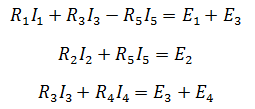 R₁I₁ + R₃I₃ − R₅I₅ = E₁ + E₃
R₂I₂ + R₅I₅ = E₂
R₃I₃ + R₄I₄ = E₃ + E₄